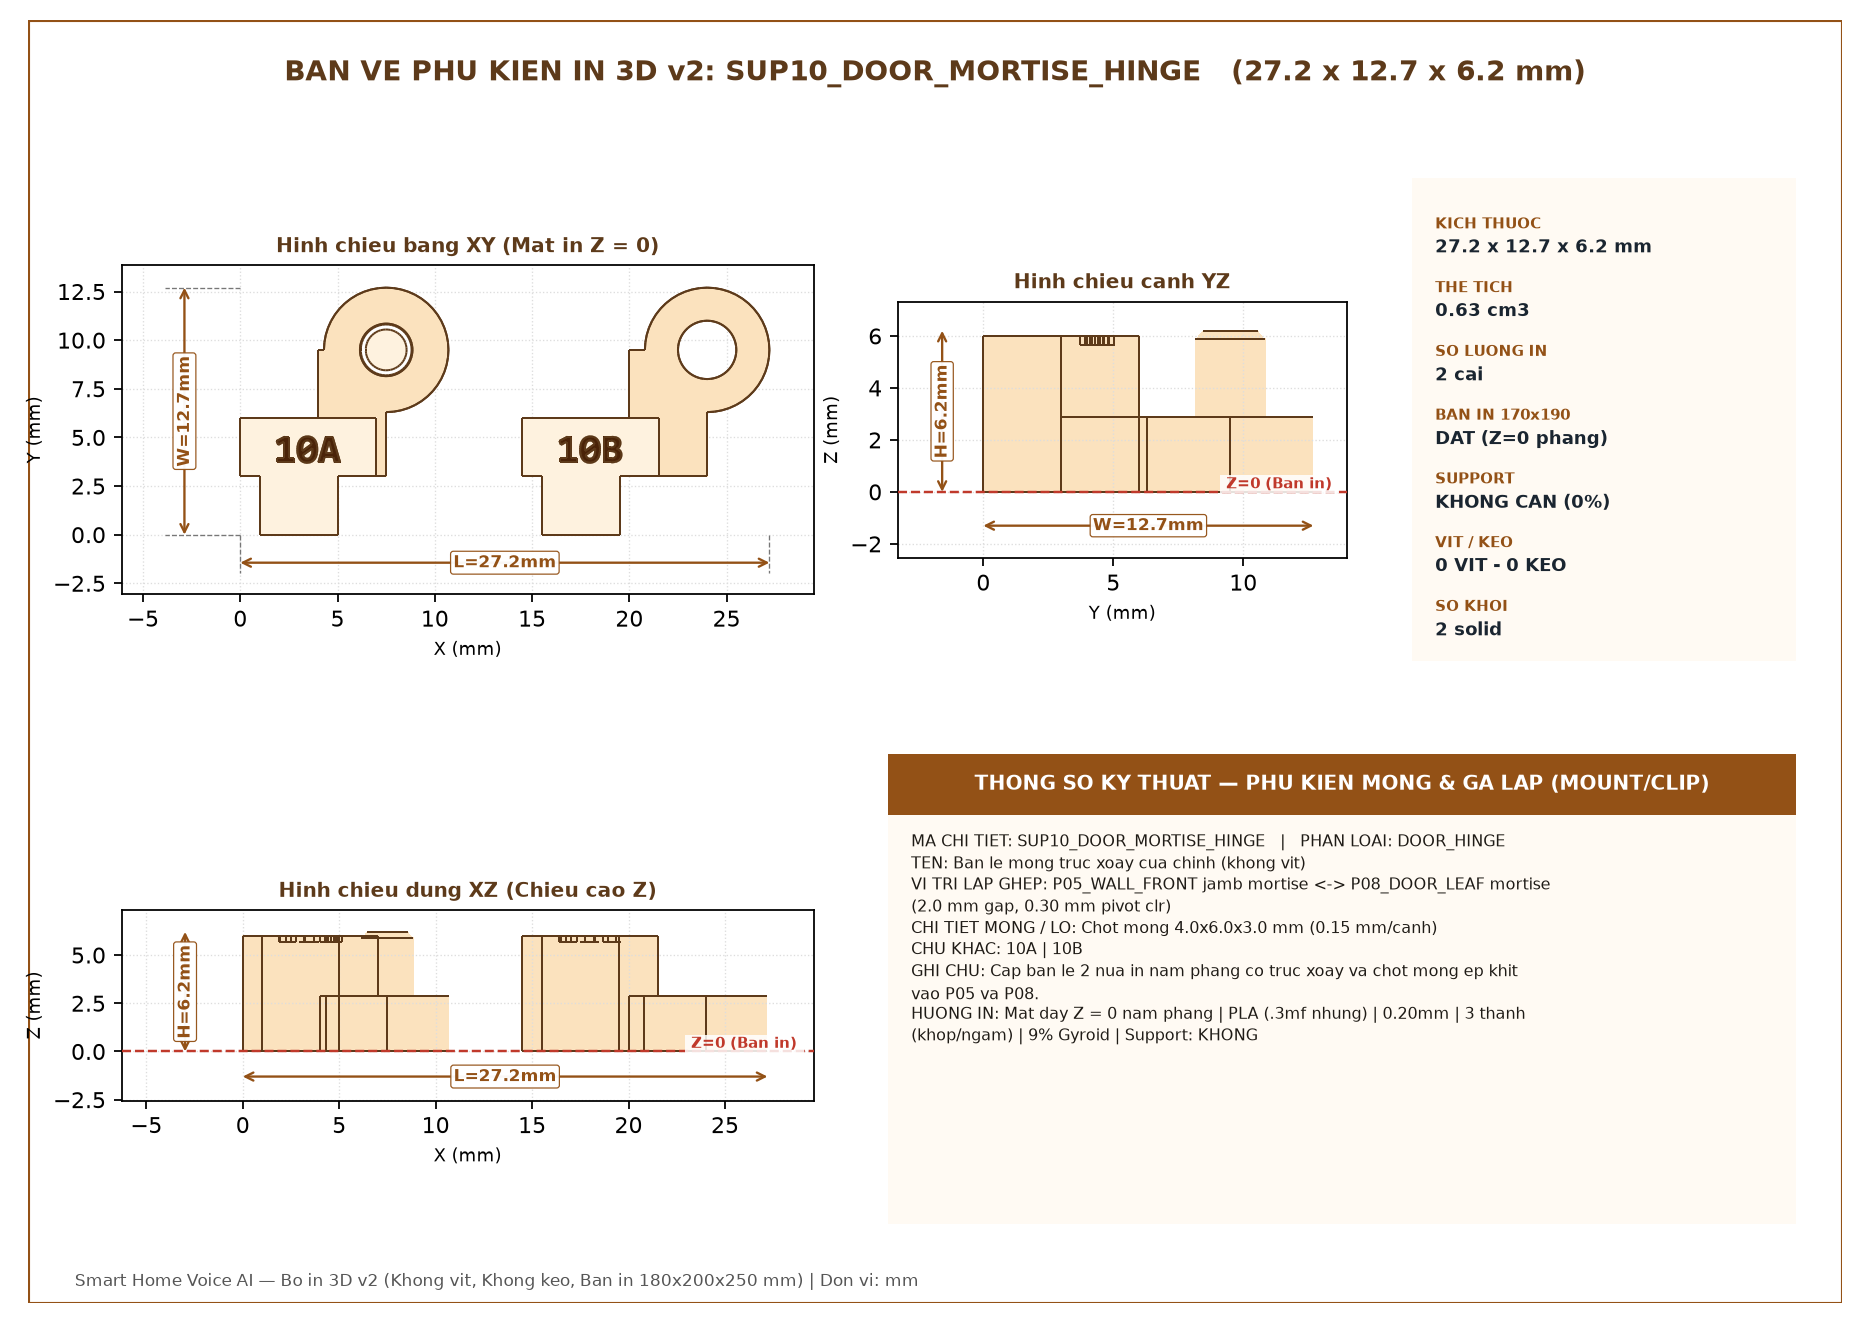 BAN VE PHU KIEN IN 3D v2: SUP10_DOOR_MORTISE_HINGE (27.2 x 12.7 x 6.2 mm)
Hinh chieu bang XY (Mat in Z = 0)
12.5
10.0
7.5
5.0
2.5
0.0
−2.5
Y (mm)
W=12.7mm
10A
10B
L=27.2mm
−5
0
5
10
15
20
25
X (mm)
Hinh chieu canh YZ
6
4
2
0
−2
Z (mm)
H=6.2mm
Z=0 (Ban in)
W=12.7mm
0
5
10
Y (mm)
KICH THUOC
27.2 x 12.7 x 6.2 mm
THE TICH
0.63 cm3
SO LUONG IN
2 cai
BAN IN 170x190
DAT (Z=0 phang)
SUPPORT
KHONG CAN (0%)
VIT / KEO
0 VIT - 0 KEO
SO KHOI
2 solid
Hinh chieu dung XZ (Chieu cao Z)
5.0
2.5
0.0
−2.5
Z (mm)
H=6.2mm
Z=0 (Ban in)
L=27.2mm
−5
0
5
10
15
20
25
X (mm)
THONG SO KY THUAT — PHU KIEN MONG & GA LAP (MOUNT/CLIP)
MA CHI TIET: SUP10_DOOR_MORTISE_HINGE | PHAN LOAI: DOOR_HINGE
TEN: Ban le mong truc xoay cua chinh (khong vit)
VI TRI LAP GHEP: P05_WALL_FRONT jamb mortise <-> P08_DOOR_LEAF mortise
(2.0 mm gap, 0.30 mm pivot clr)
CHI TIET MONG / LO: Chot mong 4.0x6.0x3.0 mm (0.15 mm/canh)
CHU KHAC: 10A | 10B
GHI CHU: Cap ban le 2 nua in nam phang co truc xoay va chot mong ep khit
vao P05 va P08.
HUONG IN: Mat day Z = 0 nam phang | PLA (.3mf nhung) | 0.20mm | 3 thanh
(khop/ngam) | 9% Gyroid | Support: KHONG
Smart Home Voice AI — Bo in 3D v2 (Khong vit, Khong keo, Ban in 180x200x250 mm) | Don vi: mm